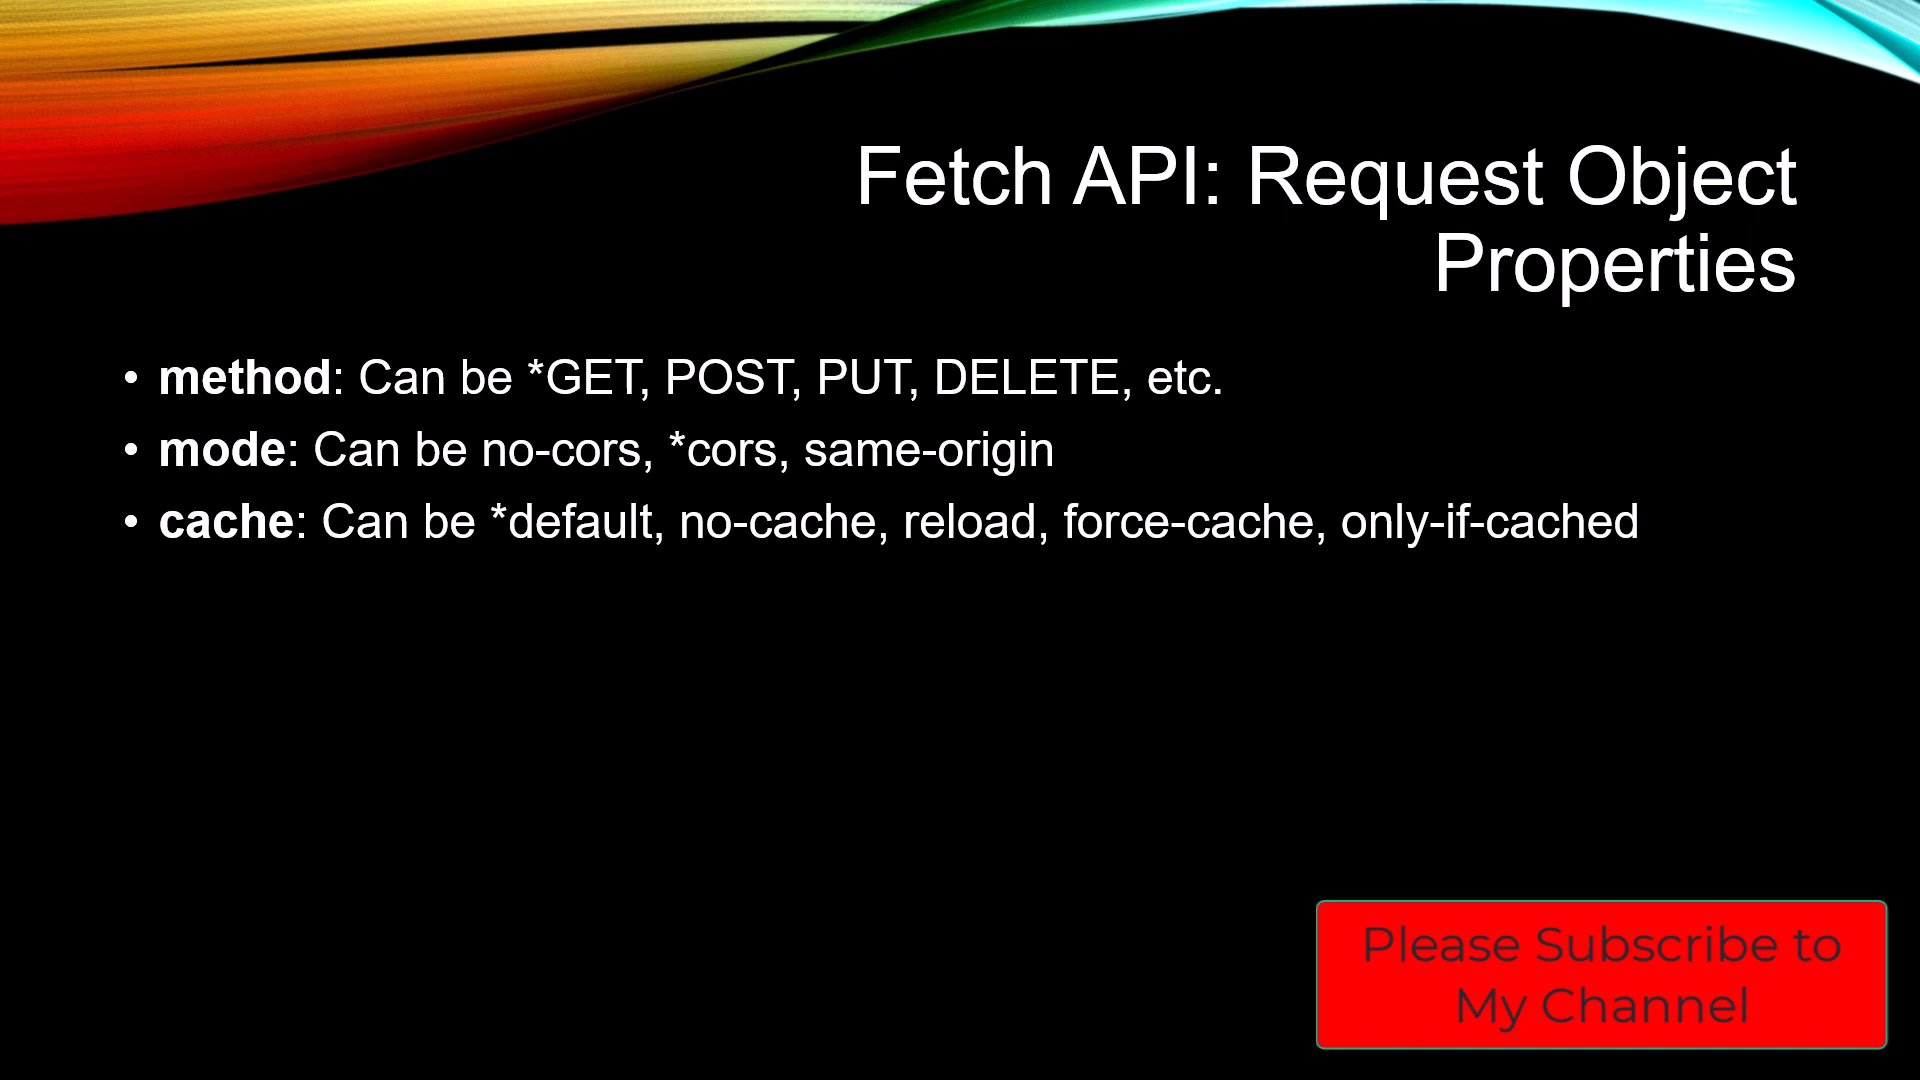 Fetch API: Request Object
Properties
• method: Can be *GET, POST, PUT, DELETE, etc.
• mode: Can be no-cors, *cors, same-origin
• cache: Can be *default, no-cache, reload, force-cache, only-if-cached
Please Subscribe to
My Channel